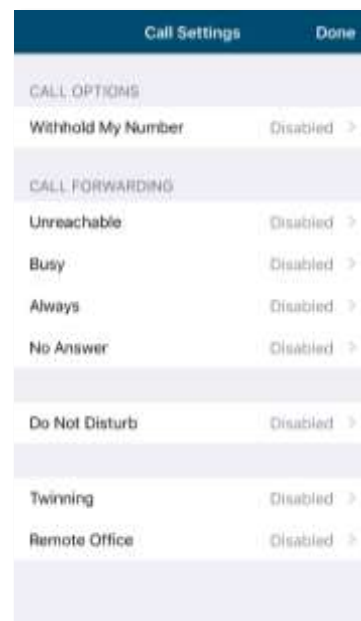 Call Settings Done
CALL OPTIONS
Withhold My Number Disabled >
CALL FORWARDING
Unreachable Disabled >
Busy Disabled >
Always Disabled >
No Answer Disabled >
Do Not Disturb Disabled >
Twinning Disabled >
Remote Office Disabled >